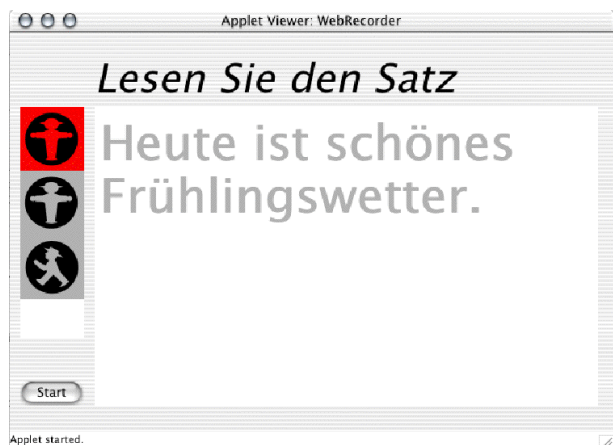 Applet Viewer: WebRecorder
Lesen Sie den Satz
Heute ist schönes
Frühlingswetter.
Start
Applet started.